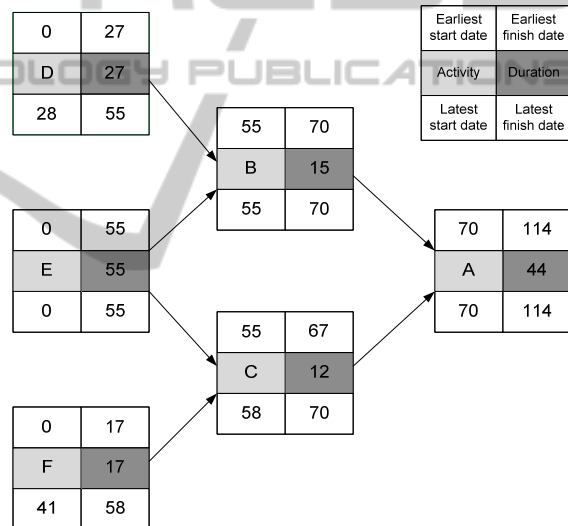 0 27
D 27
28 55
Earliest start date Earliest finish date
Activity Duration
Latest start date Latest finish date
55 70
B 15
55 70
0 55
E 55
0 55
70 114
A 44
70 114
55 67
C 12
58 70
0 17
F 17
41 58
OLOGY PUBLICATIONS